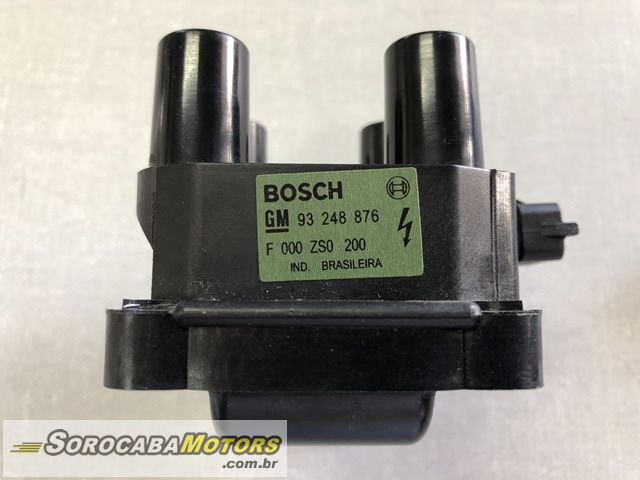 BOSCH
GM 93 248 876
F 000 ZS0 200
IND. BRASILEIRA
SOROCABAMOTORS
.com.br